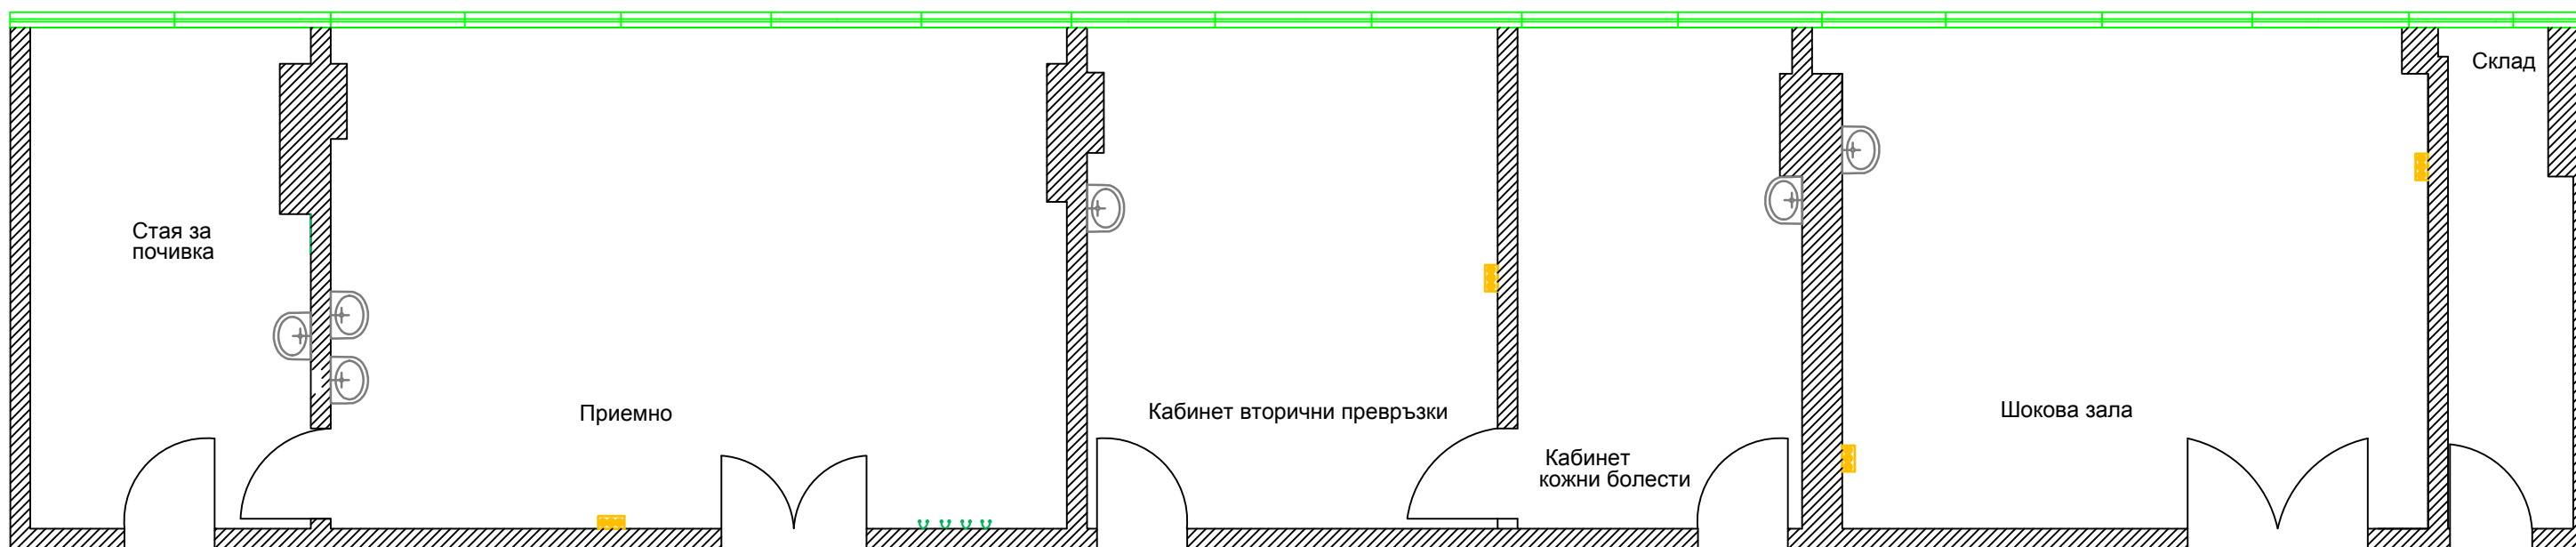 Стая за
почивка
Приемно
Кабинет вторични превръзки
Кабинет
кожни болести
Шокова зала
Склад